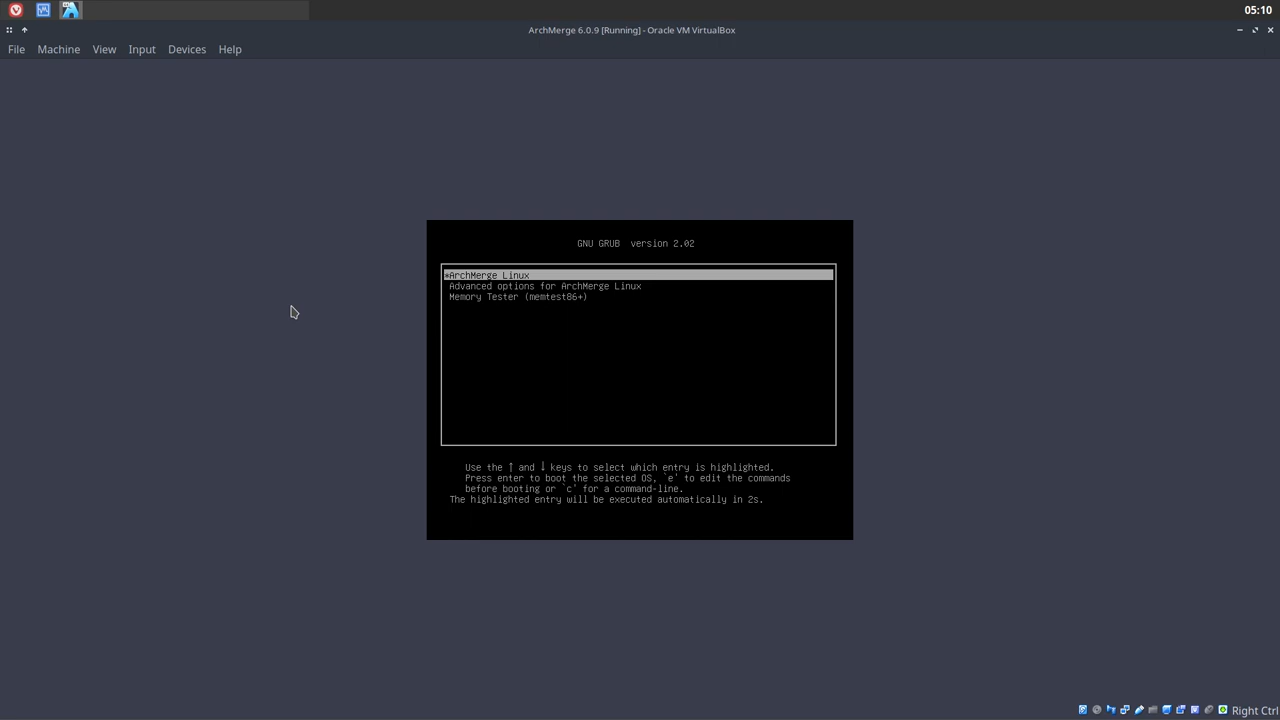 05:10
ArchMerge 6.0.9 [Running] - Oracle VM VirtualBox
File Machine View Input Devices Help
GNU GRUB version 2.02
*ArchMerge Linux
Advanced options for ArchMerge Linux
Memory Tester (memtest86+)
Use the ↑ and ↓ keys to select which entry is highlighted.
Press enter to boot the selected OS, `e' to edit the commands
before booting or `c' for a command-line.
The highlighted entry will be executed automatically in 2s.
Right Ctrl